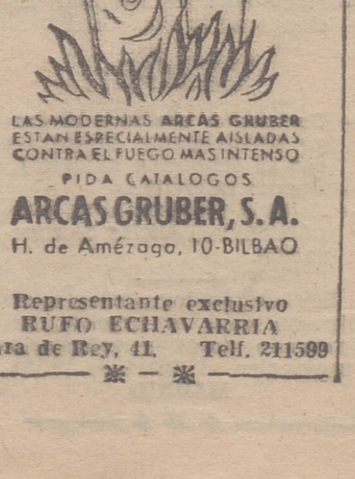 LAS MODERNAS ARCAS GRUBER
ESTAN ESPECIALMENTE AISLADAS
CONTRA EL FUEGO MAS INTENSO
PIDA CATALOGOS
ARCAS GRUBER, S. A.
H. de Amézaga, 10-BILBAO
Representante exclusivo
RUFO ECHAVARRIA
de Rey, 41. Telf. 211599